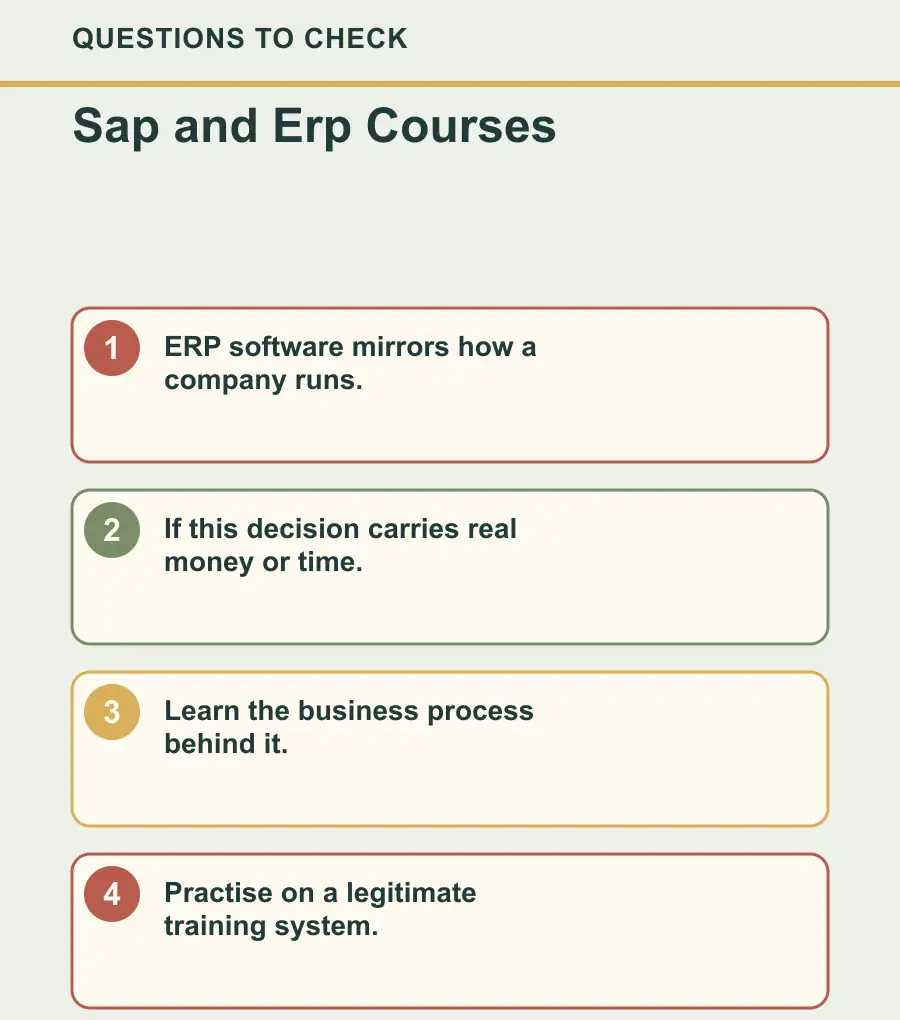 QUESTIONS TO CHECK
Sap and Erp Courses
1
ERP software mirrors how a
company runs.
2
If this decision carries real
money or time.
3
Learn the business process
behind it.
4
Practise on a legitimate
training system.